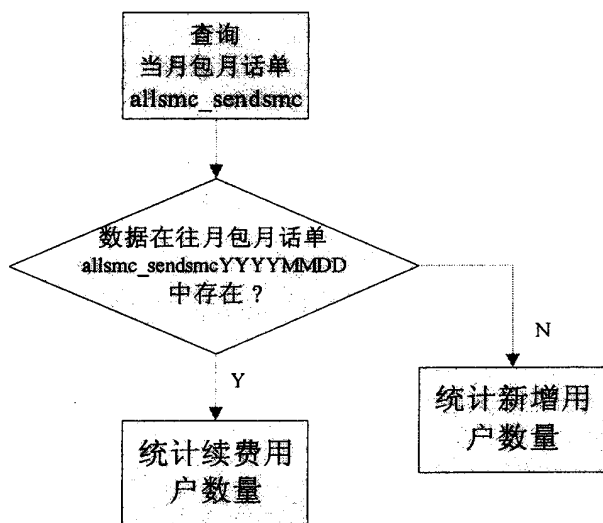 查询
当月包月话单
allsmc_sendsmc
数据在往月包月话单
allsmc_sendsmcYYYYMMDD
中存在？
N
Y
统计新增用
户数量
统计续费用
户数量